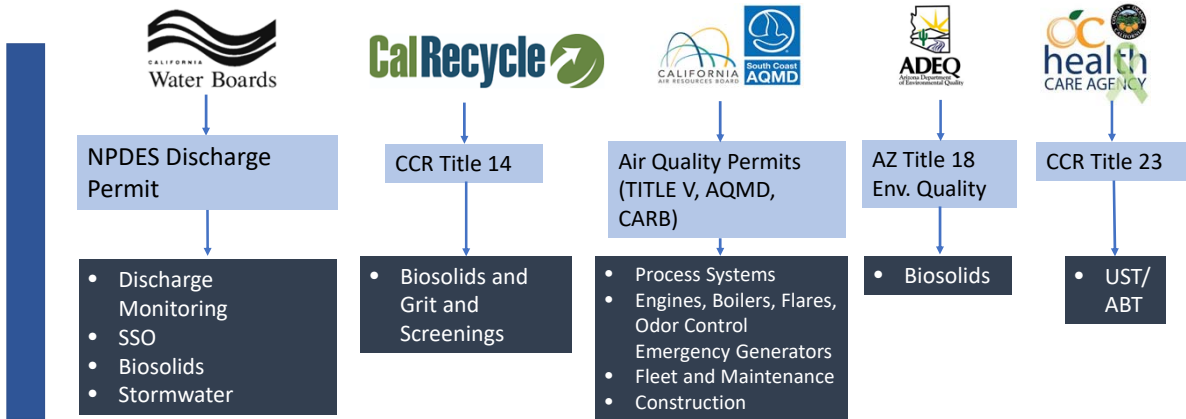 CALIFORNIA
Water Boards
CalRecycle
CALIFORNIA
AIR RESOURCES BOARD
South Coast
AQMD
ADEQ
Arizona Department
of Environmental Quality
OC
health
CARE AGENCY
NPDES Discharge
Permit
CCR Title 14
Air Quality Permits
(TITLE V, AQMD,
CARB)
AZ Title 18
Env. Quality
CCR Title 23
• Discharge
Monitoring
• SSO
• Biosolids
• Stormwater
• Biosolids and
Grit and
Screenings
• Process Systems
• Engines, Boilers, Flares,
Odor Control
Emergency Generators
• Fleet and Maintenance
• Construction
• Biosolids
• UST/
ABT